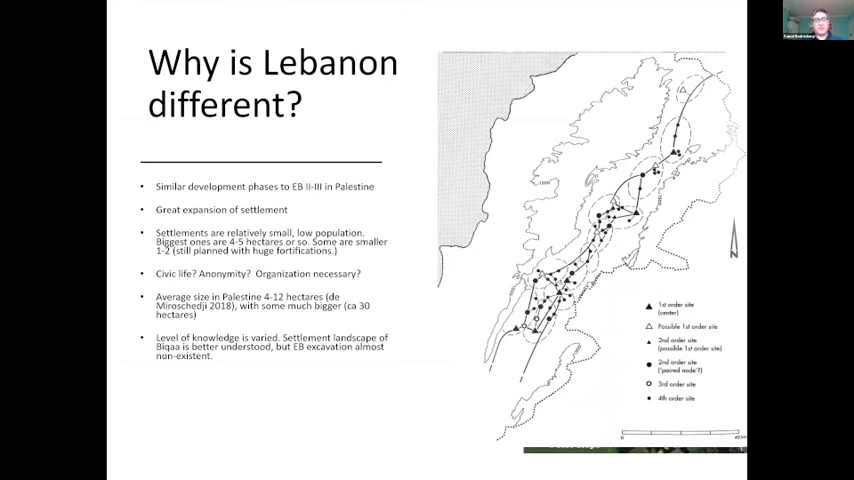 Why is Lebanon
different?
• Similar development phases to EB II-III in Palestine
• Great expansion of settlement
• Settlements are relatively small, low population.
Biggest ones are 4-5 hectares or so. Some are smaller
1-2 (still planned with huge fortifications.)
• Civic life? Anonymity? Organization necessary?
• Average size in Palestine 4-12 hectares (de
Miroschedji 2018), with some much bigger (ca 30
hectares)
• Level of knowledge is varied. Settlement landscape of
Biqaa is better understood, but EB excavation almost
non-existent.
N
1st order site
(center)
Possible 1st order site
2nd order site
(possible 1st order site)
2nd order site
('paired node'?)
3rd order site
4th order site
0